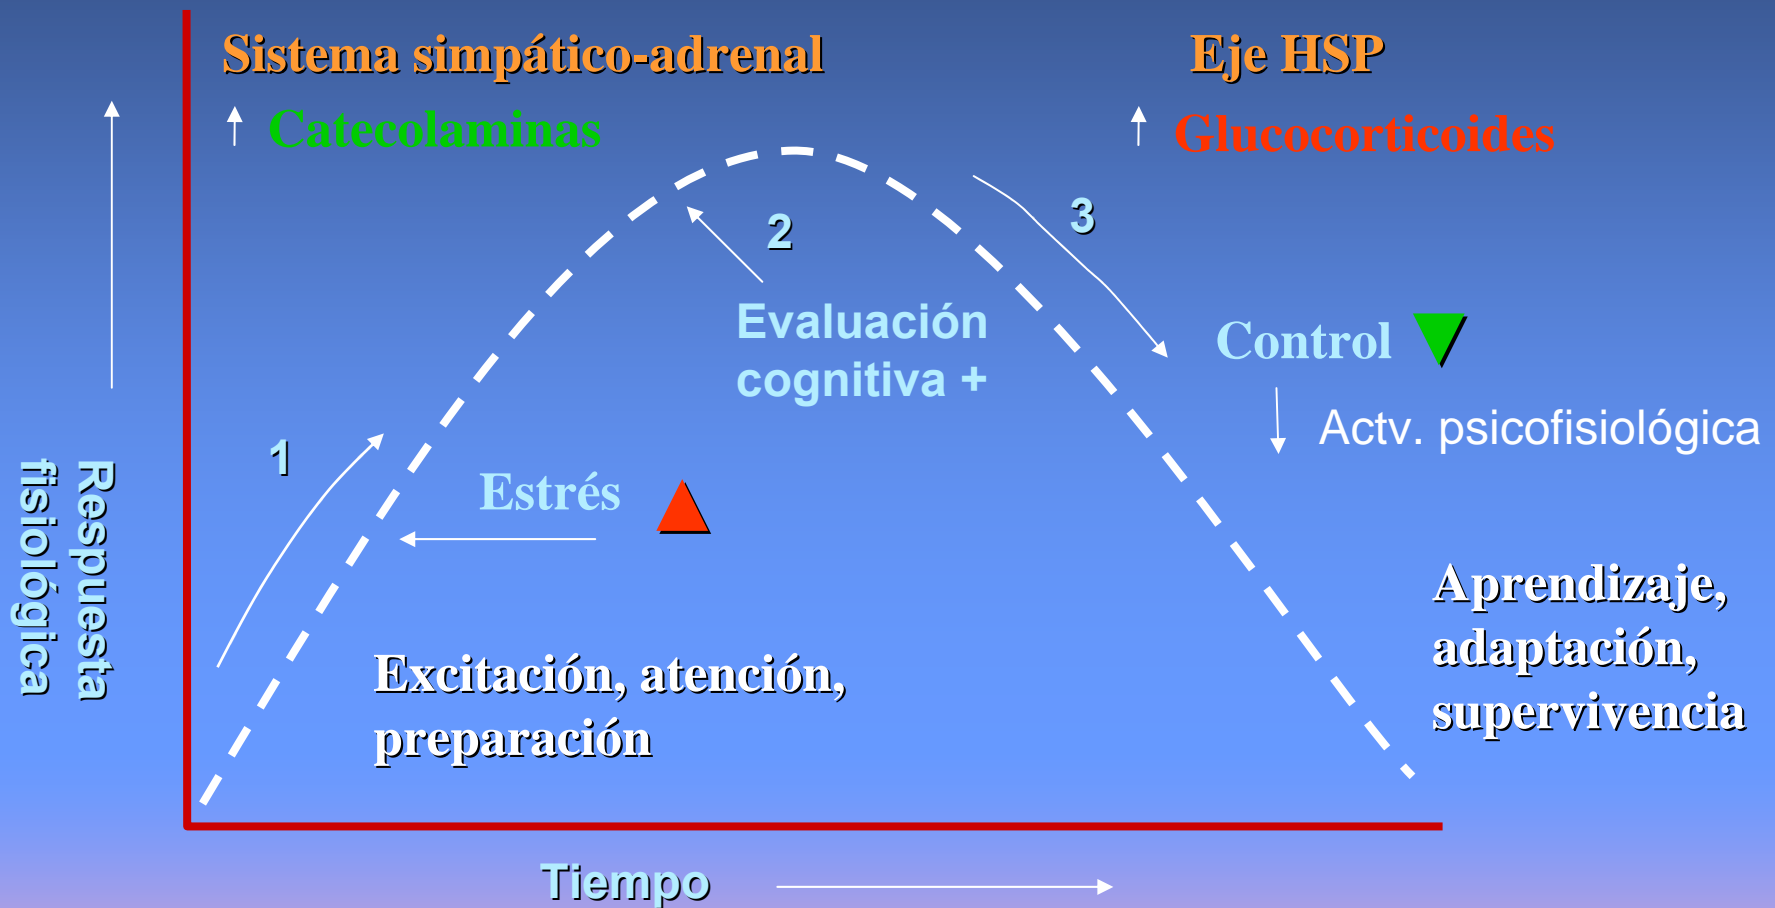 Sistema simpático-adrenal
Eje HSP
Catecolaminas
Glucocorticoides
2
3
Evaluación
cognitiva +
Control
Actv. psicofisiológica
1
Estrés
Respuesta
fisiológica
Excitación, atención,
preparación
Aprendizaje,
adaptación,
supervivencia
Tiempo